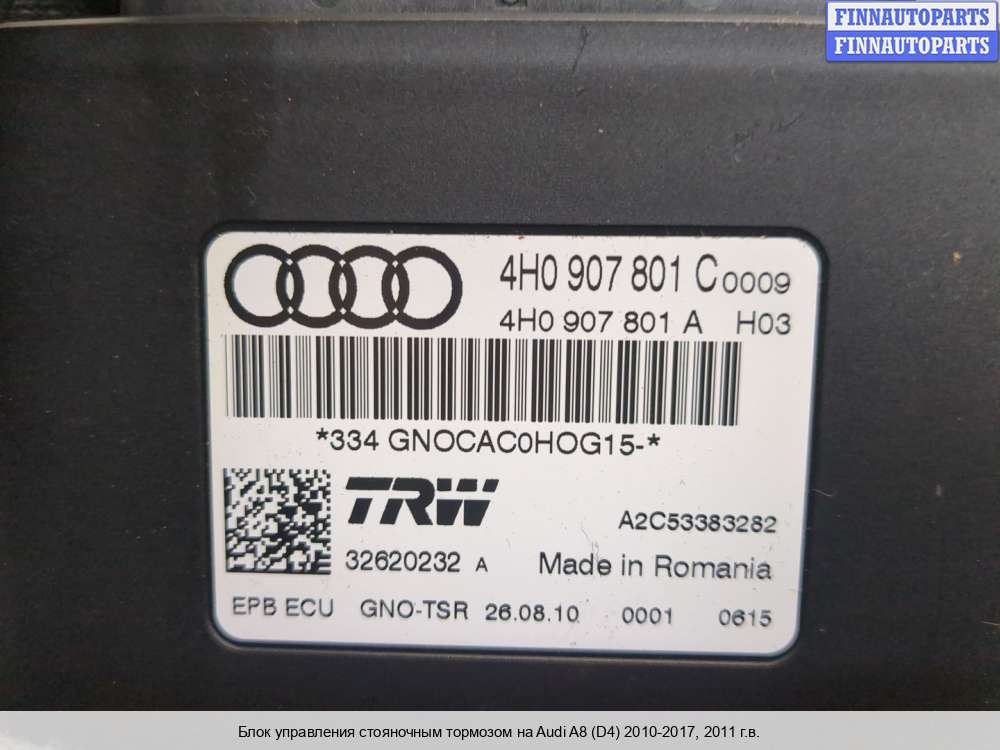 FINNAUTOPARTS
FINNAUTOPARTS
4H0 907 801 C 0009
4H0 907 801 A H03
*334 GNOCAC0HOG15-*
TRW
A2C53383282
32620232 A Made in Romania
EPB ECU GNO-TSR 26.08.10 0001 0615
Блок управления стояночным тормозом на Audi A8 (D4) 2010-2017, 2011 г.в.